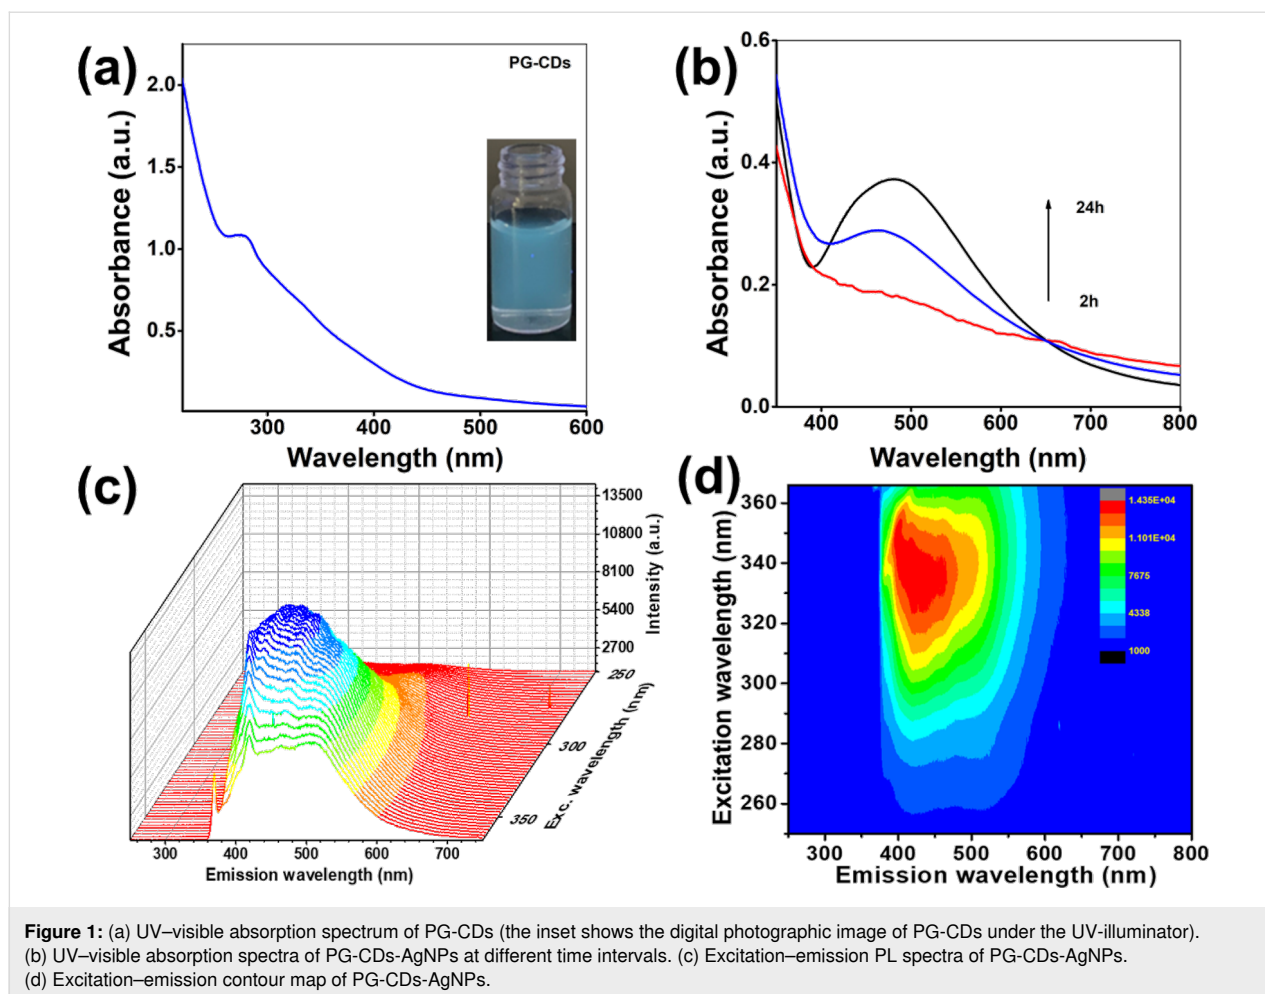 (a)
PG-CDs
2.0
1.5
1.0
0.5
Absorbance (a.u.)
300 400 500 600
Wavelength (nm)
(b)
0.6
0.4
0.2
0.0
Absorbance (a.u.)
24h
2h
400 500 600 700 800
Wavelength (nm)
(c)
13500
10800
8100
5400
2700
Intensity (a.u.)
250
300
350
Exc. wavelength (nm)
300 400 500 600 700
Emission wavelength (nm)
(d)
360
340
320
300
280
260
Excitation wavelength (nm)
1.435E+04
1.101E+04
7675
4338
1000
300 400 500 600 700 800
Emission wavelength (nm)
Figure 1: (a) UV–visible absorption spectrum of PG-CDs (the inset shows the digital photographic image of PG-CDs under the UV-illuminator).
(b) UV–visible absorption spectra of PG-CDs-AgNPs at different time intervals. (c) Excitation–emission PL spectra of PG-CDs-AgNPs.
(d) Excitation–emission contour map of PG-CDs-AgNPs.